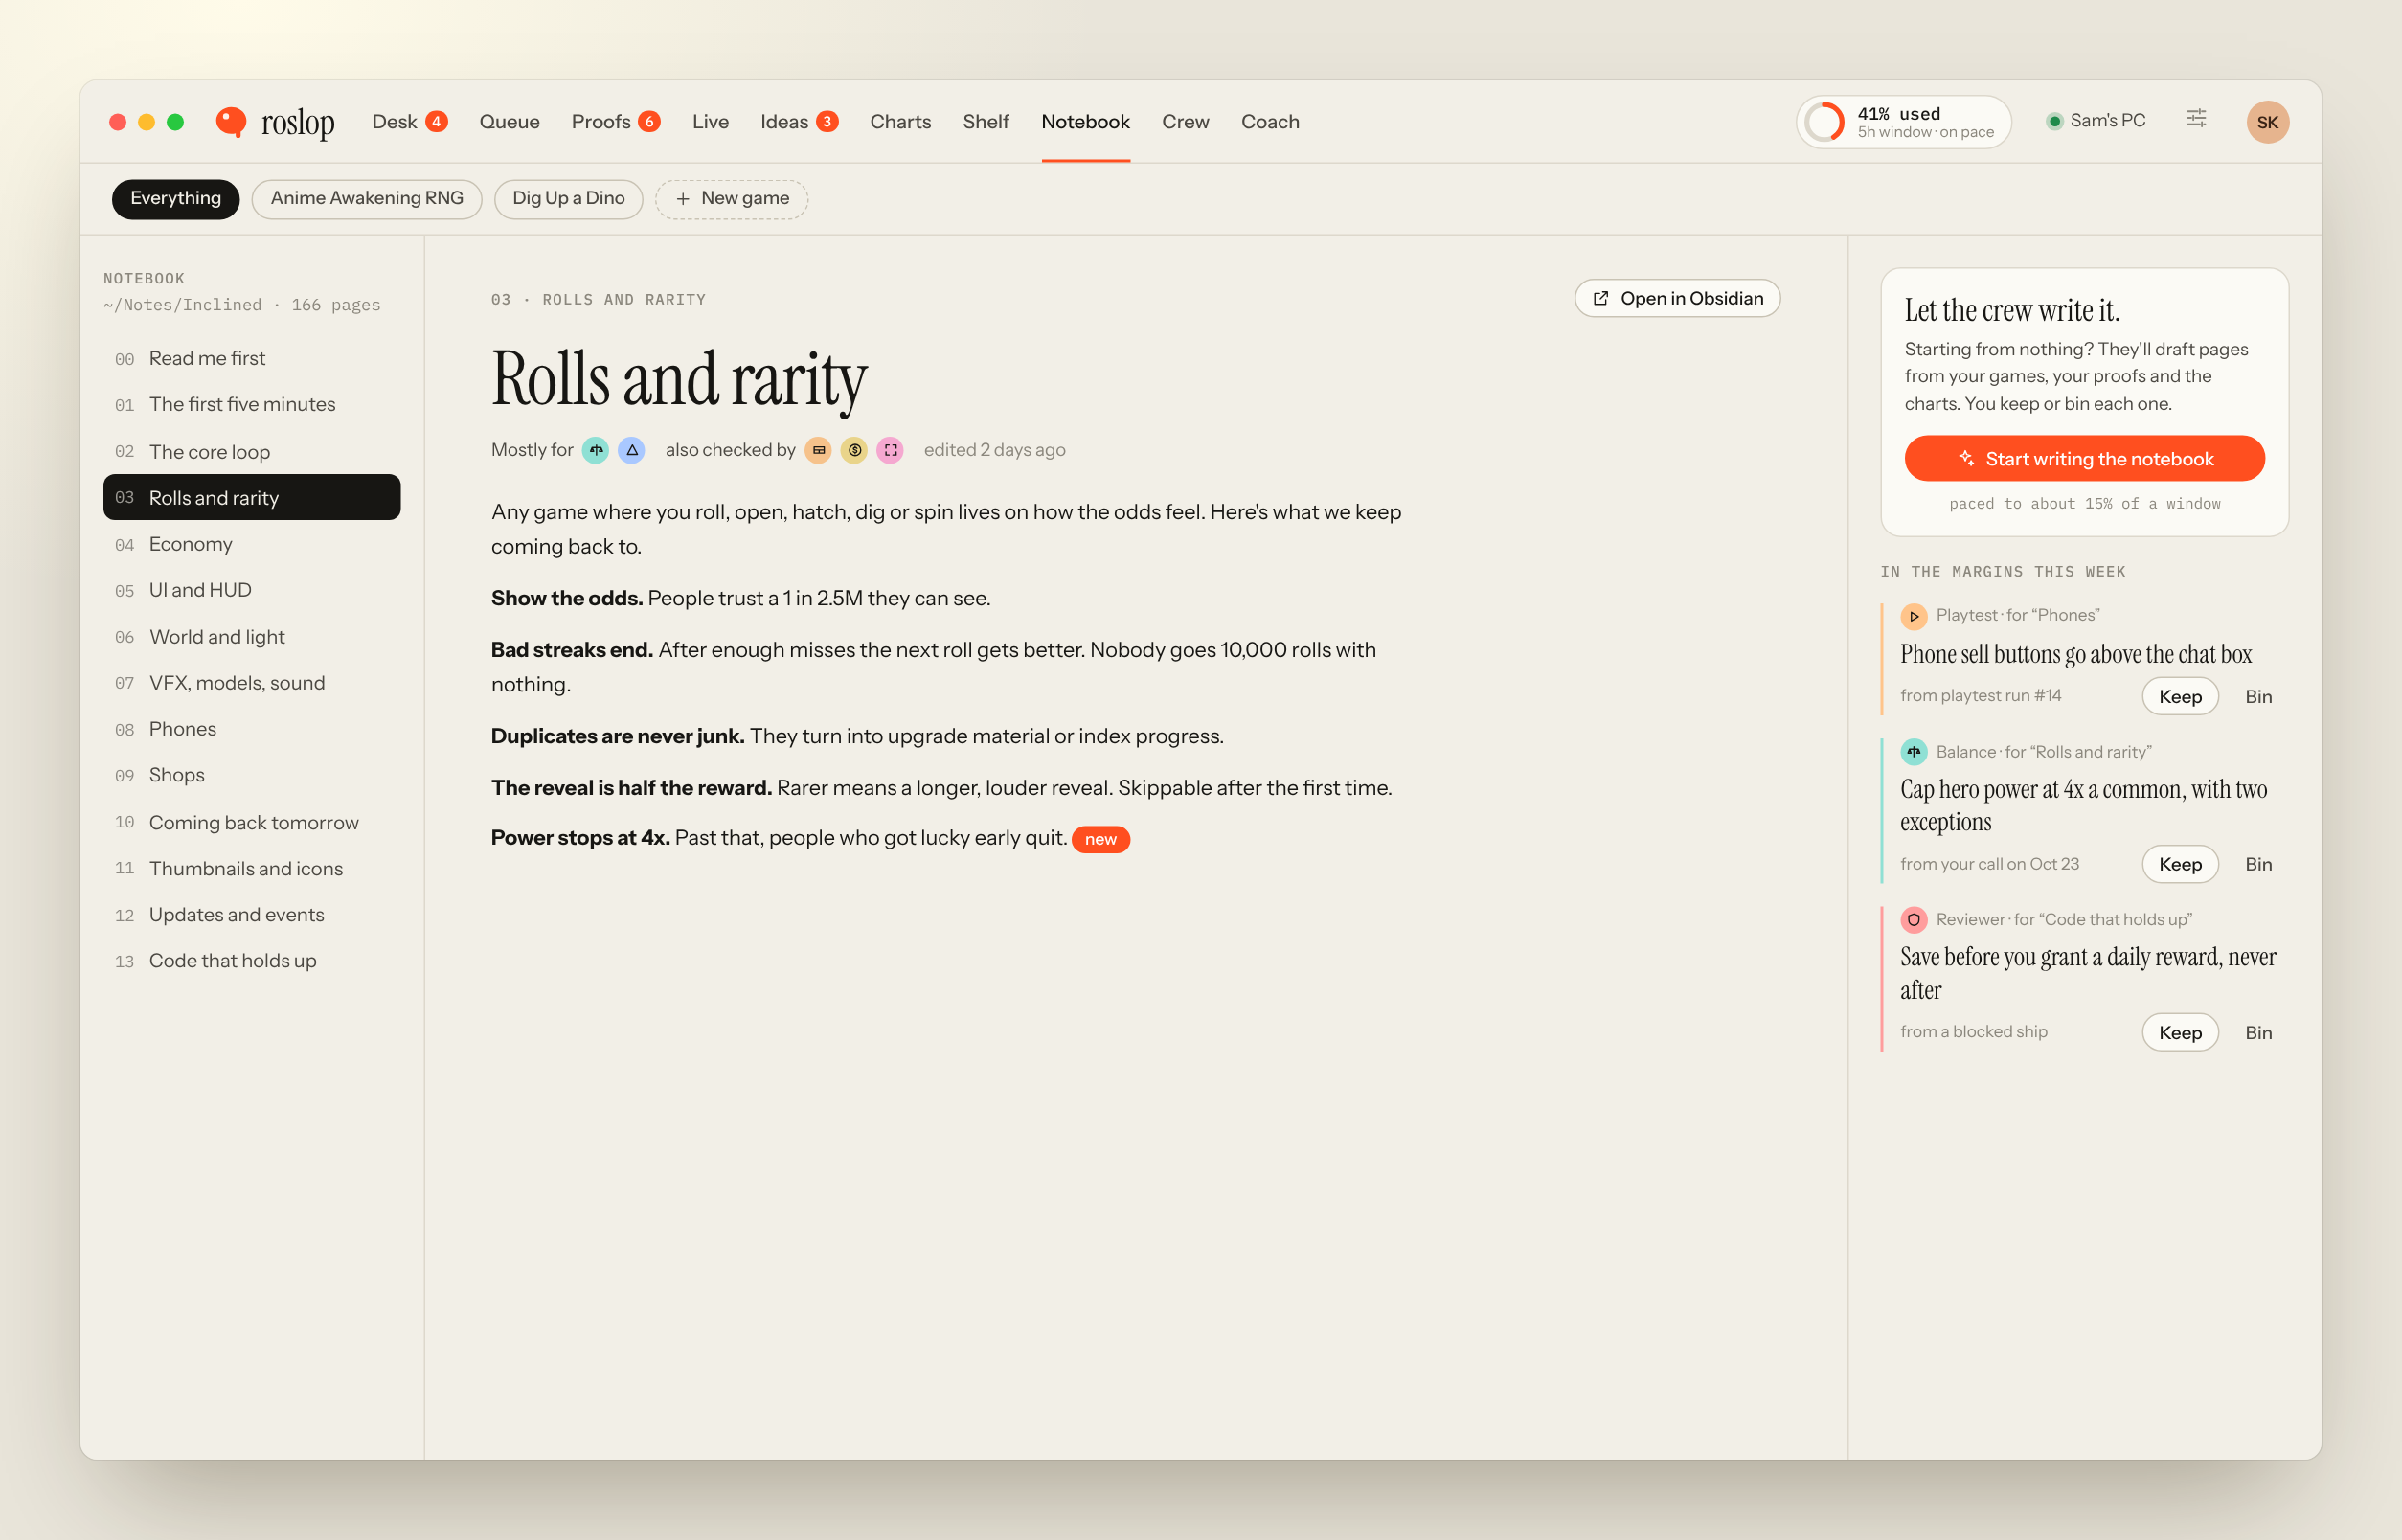 roslop
Desk 4
Queue
Proofs 6
Live
Ideas 3
Charts
Shelf
Notebook
Crew
Coach
41% used
5h window · on pace
Sam's PC
SK
Everything
Anime Awakening RNG
Dig Up a Dino
+ New game
NOTEBOOK
~/Notes/Inclined · 166 pages
00 Read me first
01 The first five minutes
02 The core loop
03 Rolls and rarity
04 Economy
05 UI and HUD
06 World and light
07 VFX, models, sound
08 Phones
09 Shops
10 Coming back tomorrow
11 Thumbnails and icons
12 Updates and events
13 Code that holds up
03 · ROLLS AND RARITY
Open in Obsidian
Rolls and rarity
Mostly for
also checked by
edited 2 days ago
Any game where you roll, open, hatch, dig or spin lives on how the odds feel. Here's what we keep
coming back to.
Show the odds. People trust a 1 in 2.5M they can see.
Bad streaks end. After enough misses the next roll gets better. Nobody goes 10,000 rolls with
nothing.
Duplicates are never junk. They turn into upgrade material or index progress.
The reveal is half the reward. Rarer means a longer, louder reveal. Skippable after the first time.
Power stops at 4x. Past that, people who got lucky early quit. new
Let the crew write it.
Starting from nothing? They'll draft pages
from your games, your proofs and the
charts. You keep or bin each one.
Start writing the notebook
paced to about 15% of a window
IN THE MARGINS THIS WEEK
Playtest · for “Phones”
Phone sell buttons go above the chat box
from playtest run #14
Keep
Bin
Balance · for “Rolls and rarity”
Cap hero power at 4x a common, with two
exceptions
from your call on Oct 23
Keep
Bin
Reviewer · for “Code that holds up”
Save before you grant a daily reward, never
after
from a blocked ship
Keep
Bin